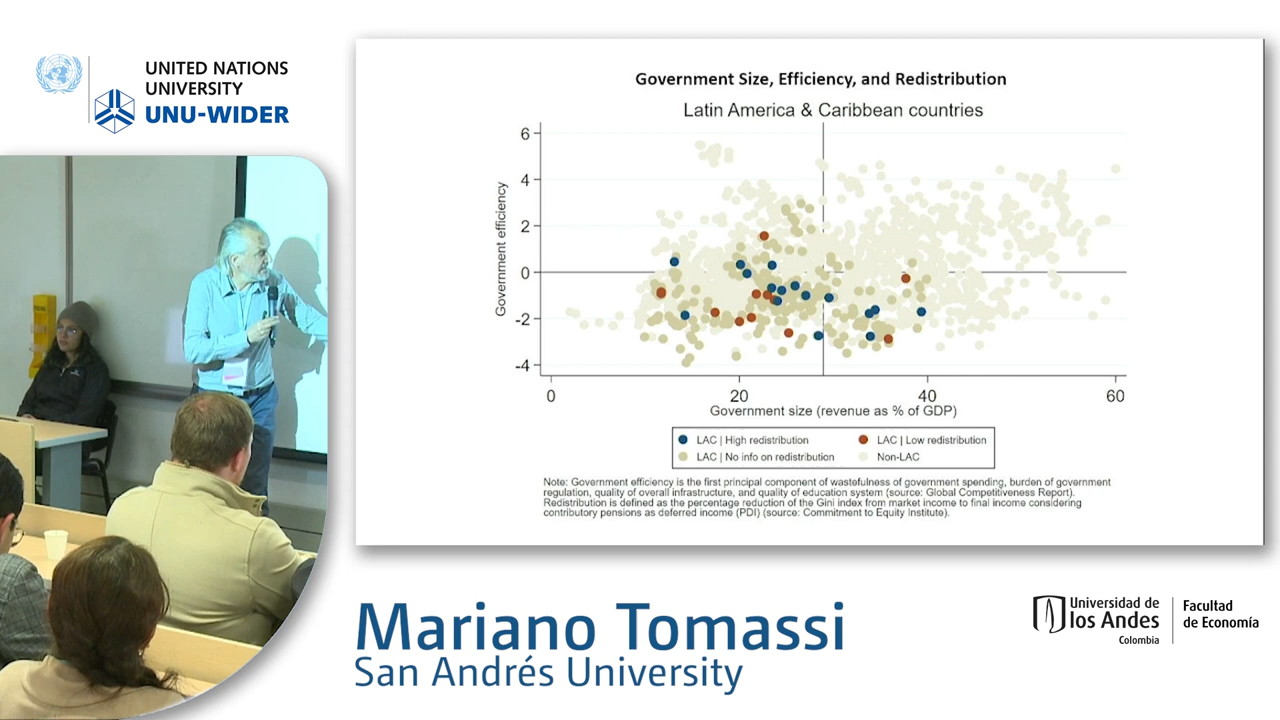 UNITED NATIONS
UNIVERSITY
UNU-WIDER
Government Size, Efficiency, and Redistribution
Latin America & Caribbean countries
6
4
2
0
-2
-4
Government efficiency
0 20 40 60
Government size (revenue as % of GDP)
LAC | High redistribution
LAC | Low redistribution
LAC | No info on redistribution
Non-LAC
Note: Government efficiency is the first principal component of wastefulness of government spending, burden of government
regulation, quality of overall infrastructure, and quality of education system (source: Global Competitiveness Report).
Redistribution is defined as the percentage reduction of the Gini index from market income to final income considering
contributory pensions as deferred income (PDI) (source: Commitment to Equity Institute).
Mariano Tomassi
San Andrés University
Universidad de
los Andes
Colombia
Facultad
de Economía